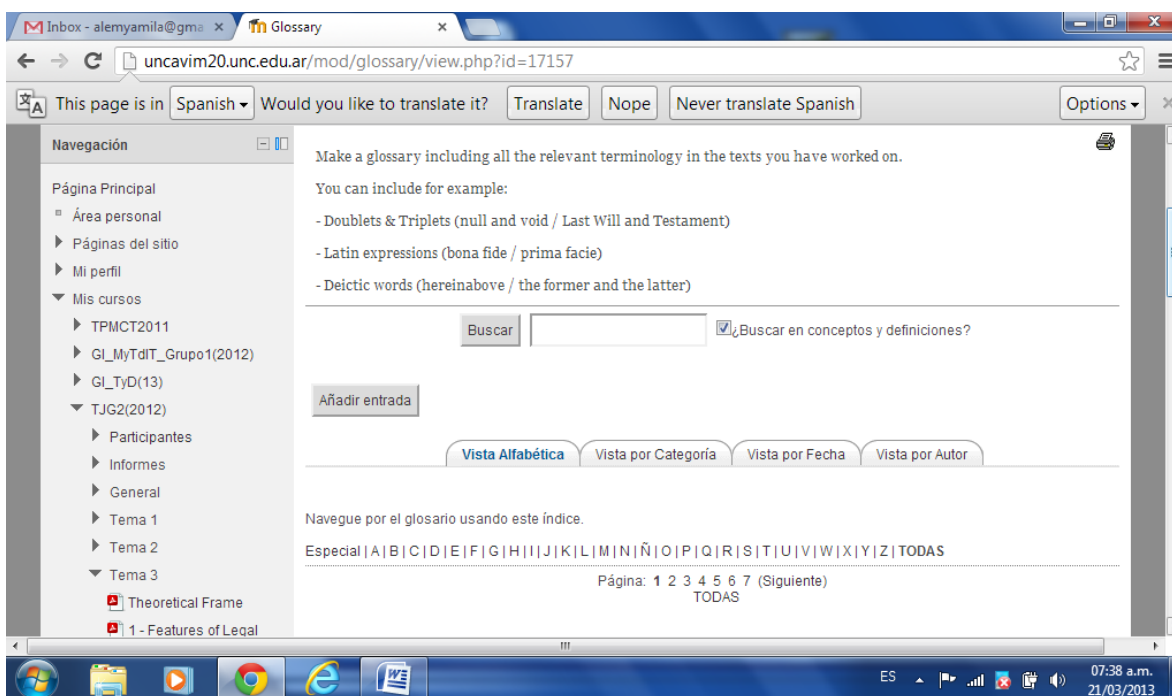 Inbox - alemyamila@gma
Glossary
uncavim20.unc.edu.ar/mod/glossary/view.php?id=17157
This page is in Spanish Would you like to translate it? Translate Nope Never translate Spanish Options
Navegación
Página Principal
Área personal
Páginas del sitio
Mi perfil
Mis cursos
TPMCT2011
GI_MyTdIT_Grupo1(2012)
GI_TyD(13)
TJG2(2012)
Participantes
Informes
General
Tema 1
Tema 2
Tema 3
Theoretical Frame
1 - Features of Legal
Make a glossary including all the relevant terminology in the texts you have worked on.
You can include for example:
- Doublets & Triplets (null and void / Last Will and Testament)
- Latin expressions (bona fide / prima facie)
- Deictic words (hereinabove / the former and the latter)
Buscar ¿Buscar en conceptos y definiciones?
Añadir entrada
Vista Alfabética Vista por Categoría Vista por Fecha Vista por Autor
Navegue por el glosario usando este índice.
Especial | A | B | C | D | E | F | G | H | I | J | K | L | M | N | Ñ | O | P | Q | R | S | T | U | V | W | X | Y | Z | TODAS
Página: 1 2 3 4 5 6 7 (Siguiente)
TODAS
ES 07:38 a.m.
21/03/2013